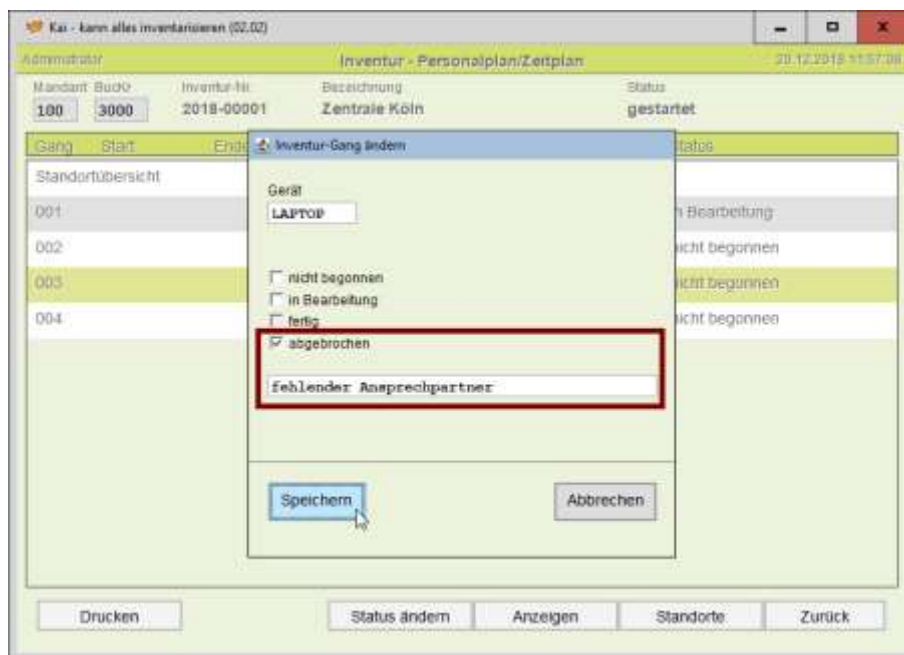 Kai - kann alles inventarisieren (02.02)
Administrator Inventur - Personalplan/Zeitplan 20.12.2018 11:57:08
Mandant BucKr Inventur-Nr. Bezeichnung Status
100 3000 2018-00001 Zentrale Köln gestartet
Gang Start Ende Status
Inventur-Gang ändern
Standortübersicht
Gerät
LAPTOP
001 n Bearbeitung
002 nicht begonnen
nicht begonnen
003 nicht begonnen
in Bearbeitung
004 nicht begonnen
fertig
abgebrochen
fehlender Ansprechpartner
Speichern Abbrechen
Drucken Status ändern Anzeigen Standorte Zurück